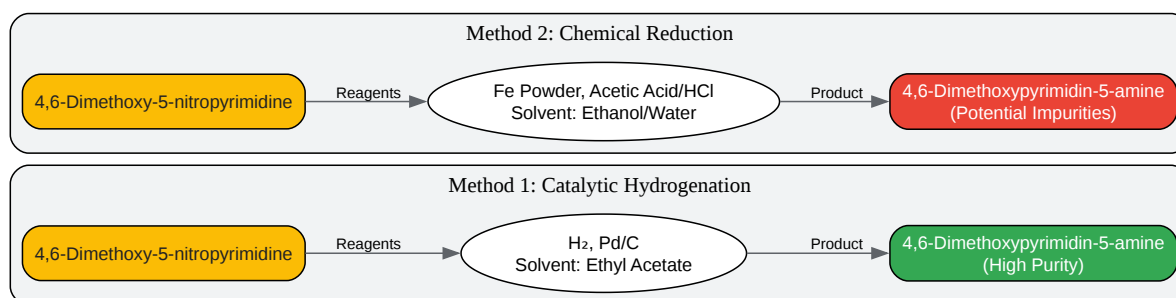 Method 2: Chemical Reduction
4,6-Dimethoxy-5-nitropyrimidine
Reagents
Fe Powder, Acetic Acid/HCl
Solvent: Ethanol/Water
Product
4,6-Dimethoxypyrimidin-5-amine
(Potential Impurities)
Method 1: Catalytic Hydrogenation
4,6-Dimethoxy-5-nitropyrimidine
Reagents
H₂, Pd/C
Solvent: Ethyl Acetate
Product
4,6-Dimethoxypyrimidin-5-amine
(High Purity)